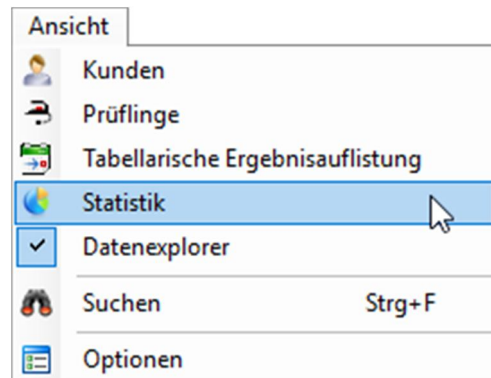 Ansicht
Kunden
Prüflinge
Tabellarische Ergebnisauflistung
Statistik
Datenexplorer
Suchen Strg+F
Optionen